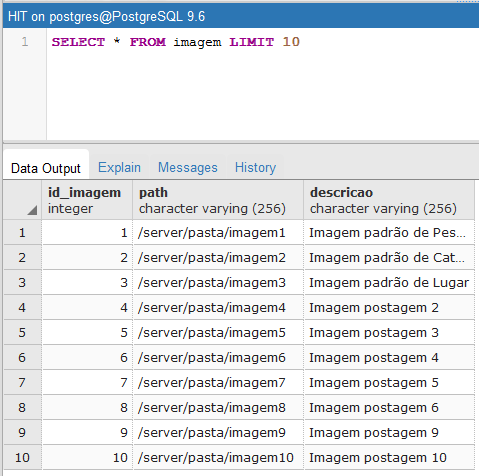 HIT on postgres@PostgreSQL 9.6
1 SELECT * FROM imagem LIMIT 10
Data Output Explain Messages History
id_imagem path descricao
integer character varying (256) character varying (256)
1 1 /server/pasta/imagem1 Imagem padrão de Pes...
2 2 /server/pasta/imagem2 Imagem padrão de Cat...
3 3 /server/pasta/imagem3 Imagem padrão de Lugar
4 4 /server/pasta/imagem4 Imagem postagem 2
5 5 /server/pasta/imagem5 Imagem postagem 3
6 6 /server/pasta/imagem6 Imagem postagem 4
7 7 /server/pasta/imagem7 Imagem postagem 5
8 8 /server/pasta/imagem8 Imagem postagem 6
9 9 /server/pasta/imagem9 Imagem postagem 9
10 10 /server/pasta/imagem10 Imagem postagem 10